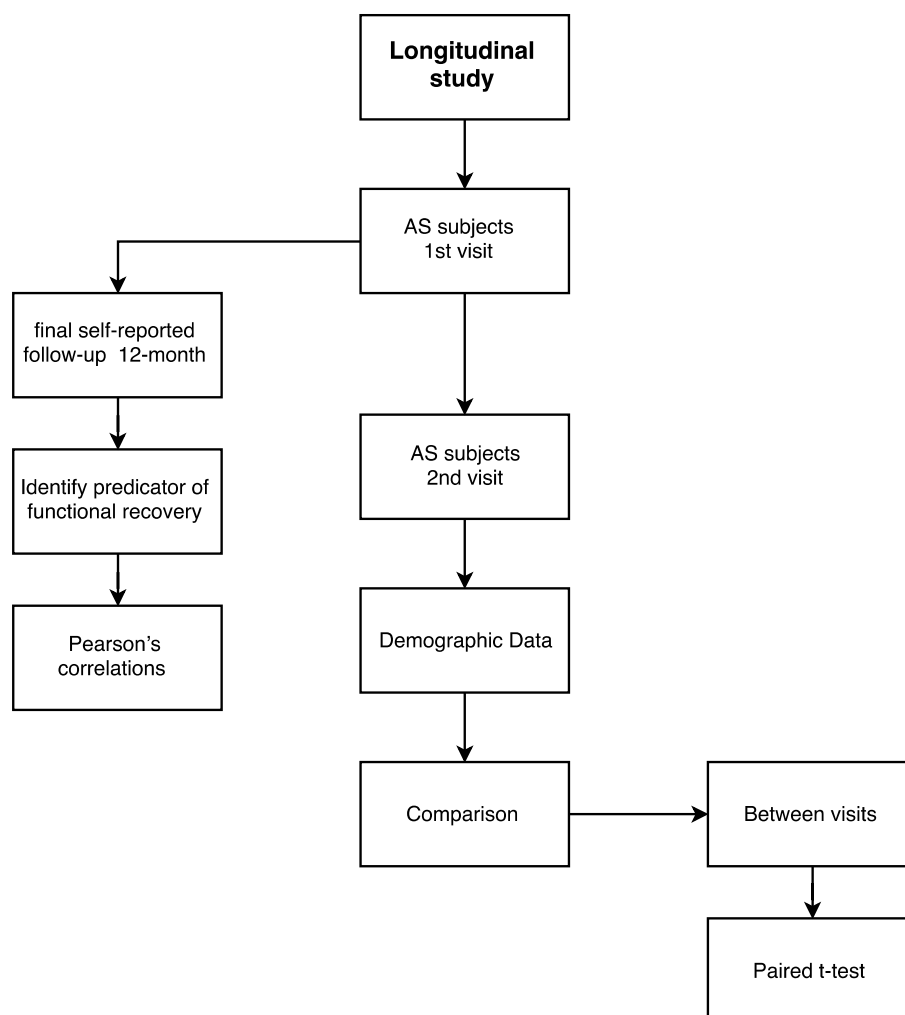 Longitudinal
study
AS subjects
1st visit
final self-reported
follow-up  12-month
Identify predicator of
functional recovery
Pearson’s
correlations
AS subjects
2nd visit
Demographic Data
Comparison
Between visits
Paired t-test